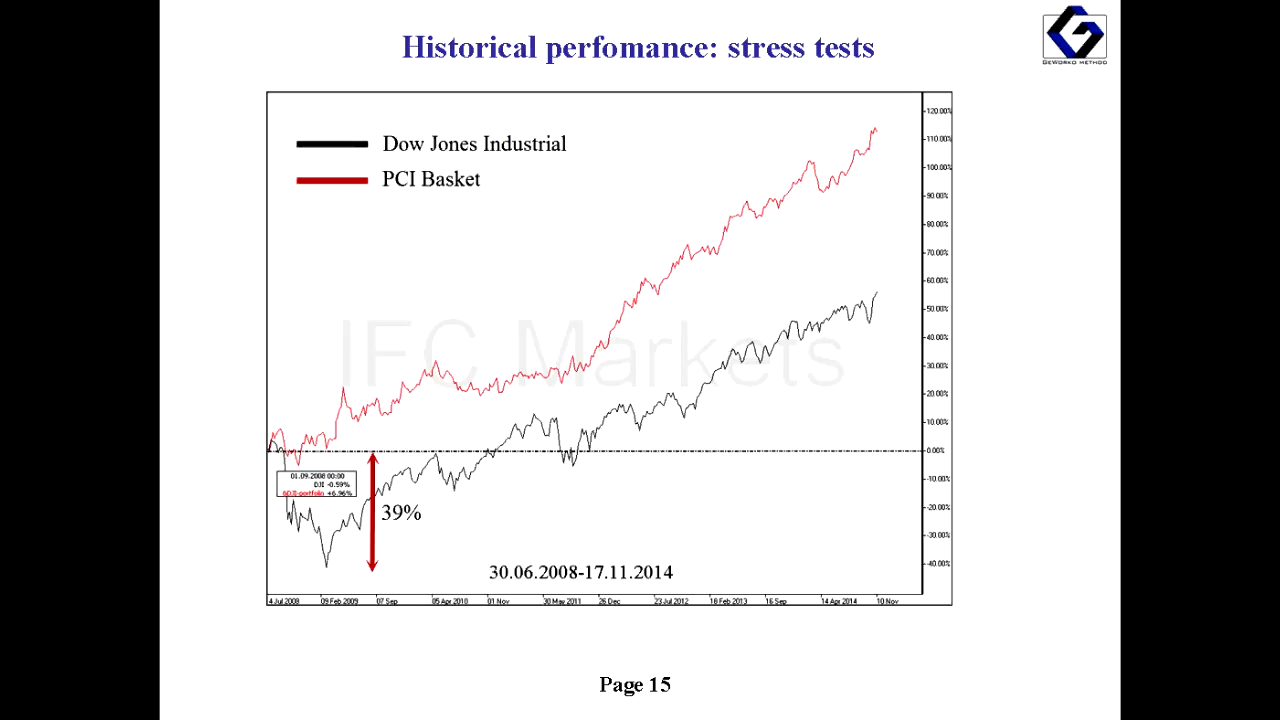 Historical perfomance: stress tests
GEWORKO METHOD
Dow Jones Industrial
PCI Basket
IFC Markets
120.00%
110.00%
100.00%
90.00%
80.00%
70.00%
60.00%
50.00%
40.00%
30.00%
20.00%
10.00%
0.00%
-10.00%
-20.00%
-30.00%
-40.00%
01.09.2008 00:00
DJI -0.59%
-portfolio +6.96%
39%
30.06.2008-17.11.2014
4 Jul 2008 09 Feb 2009 07 Sep 05 Apr 2010 01 Nov 30 May 2011 26 Dec 23 Jul 2012 18 Feb 2013 16 Sep 14 Apr 2014 10 Nov
Page 15